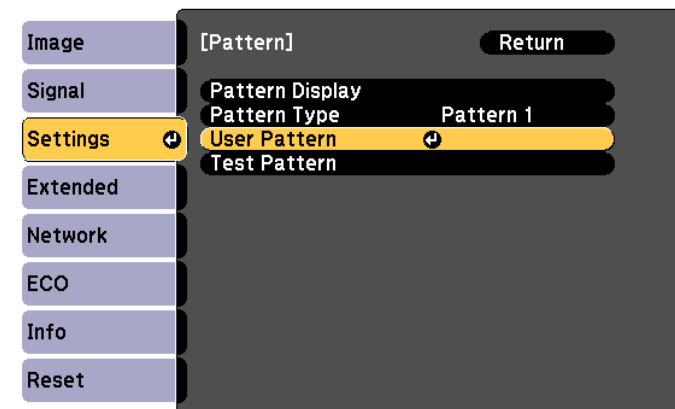 Image
Signal
Settings
Extended
Network
ECO
Info
Reset
[Pattern] Return
Pattern Display
Pattern Type Pattern 1
User Pattern
Test Pattern